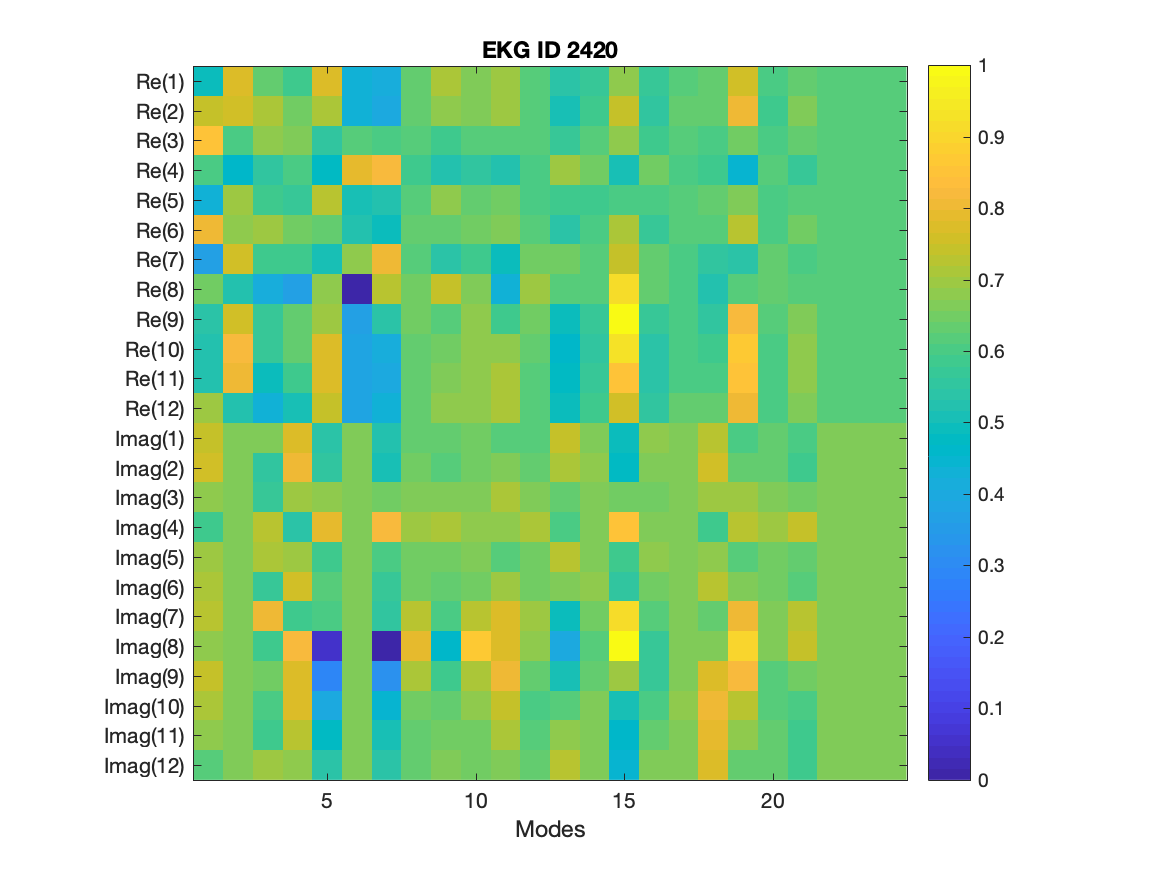 EKG ID 2420
Re(1)
Re(2)
Re(3)
Re(4)
Re(5)
Re(6)
Re(7)
Re(8)
Re(9)
Re(10)
Re(11)
Re(12)
Imag(1)
Imag(2)
Imag(3)
Imag(4)
Imag(5)
Imag(6)
Imag(7)
Imag(8)
Imag(9)
Imag(10)
Imag(11)
Imag(12)
5 10 15 20
Modes
1
0.9
0.8
0.7
0.6
0.5
0.4
0.3
0.2
0.1
0